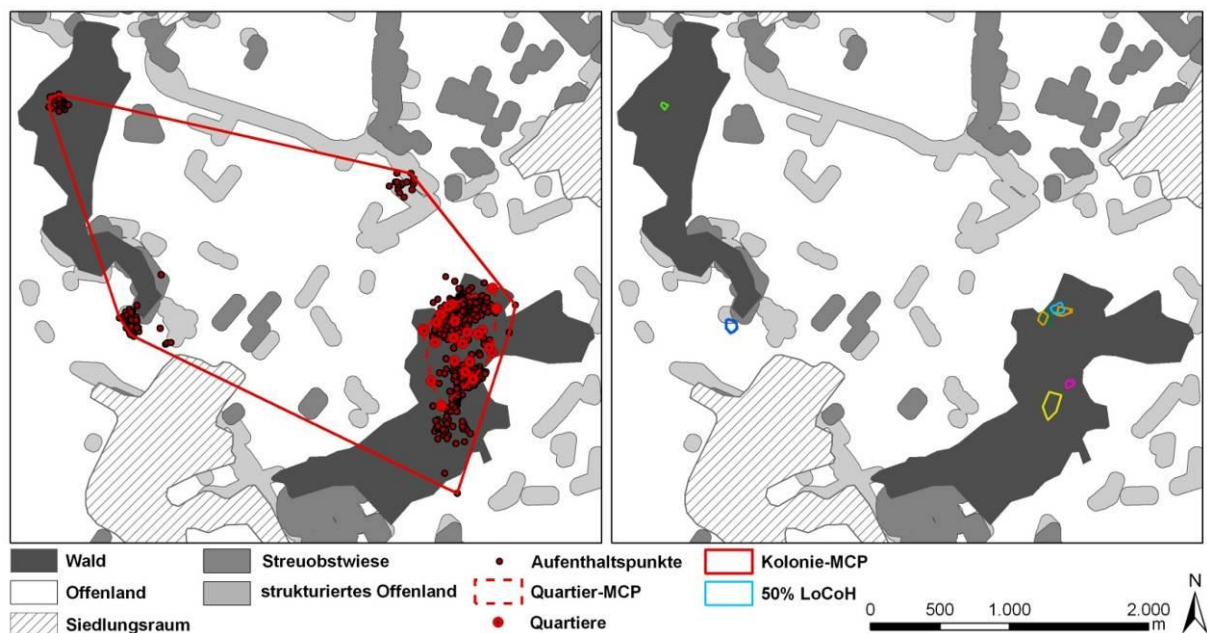 Wald
Offenland
Siedlungsraum
Streuobstwiese
strukturiertes Offenland
Aufenthaltspunkte
Quartier-MCP
Quartiere
Kolonie-MCP
50% LoCoH
0 500 1.000 2.000
m
N